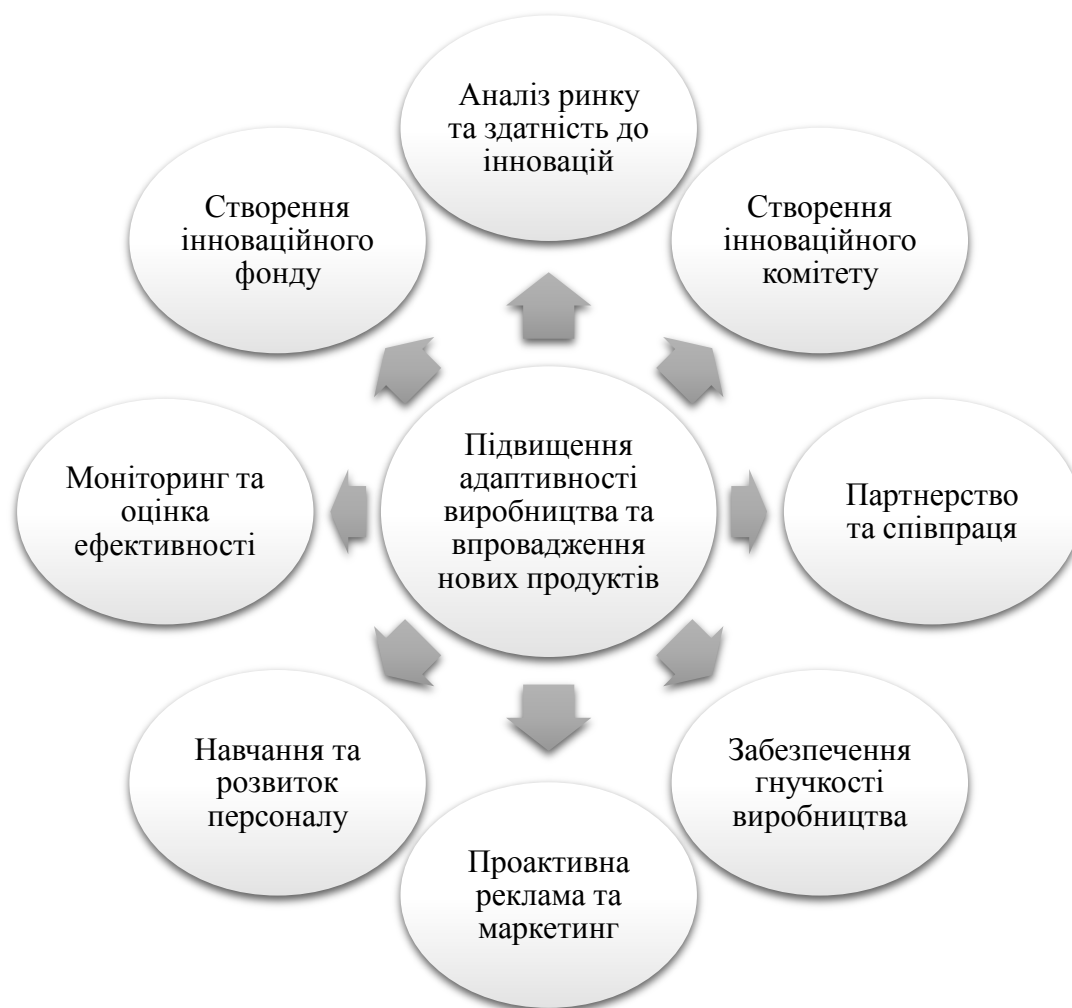 Аналіз ринку
та здатність до
інновацій
Створення
інноваційного
комітету
Партнерство
та співпраця
Забезпечення
гнучкості
виробництва
Проактивна
реклама та
маркетинг
Навчання та
розвиток
персоналу
Моніторинг та
оцінка
ефективності
Створення
інноваційного
фонду
Підвищення
адаптивності
виробництва та
впровадження
нових продуктів